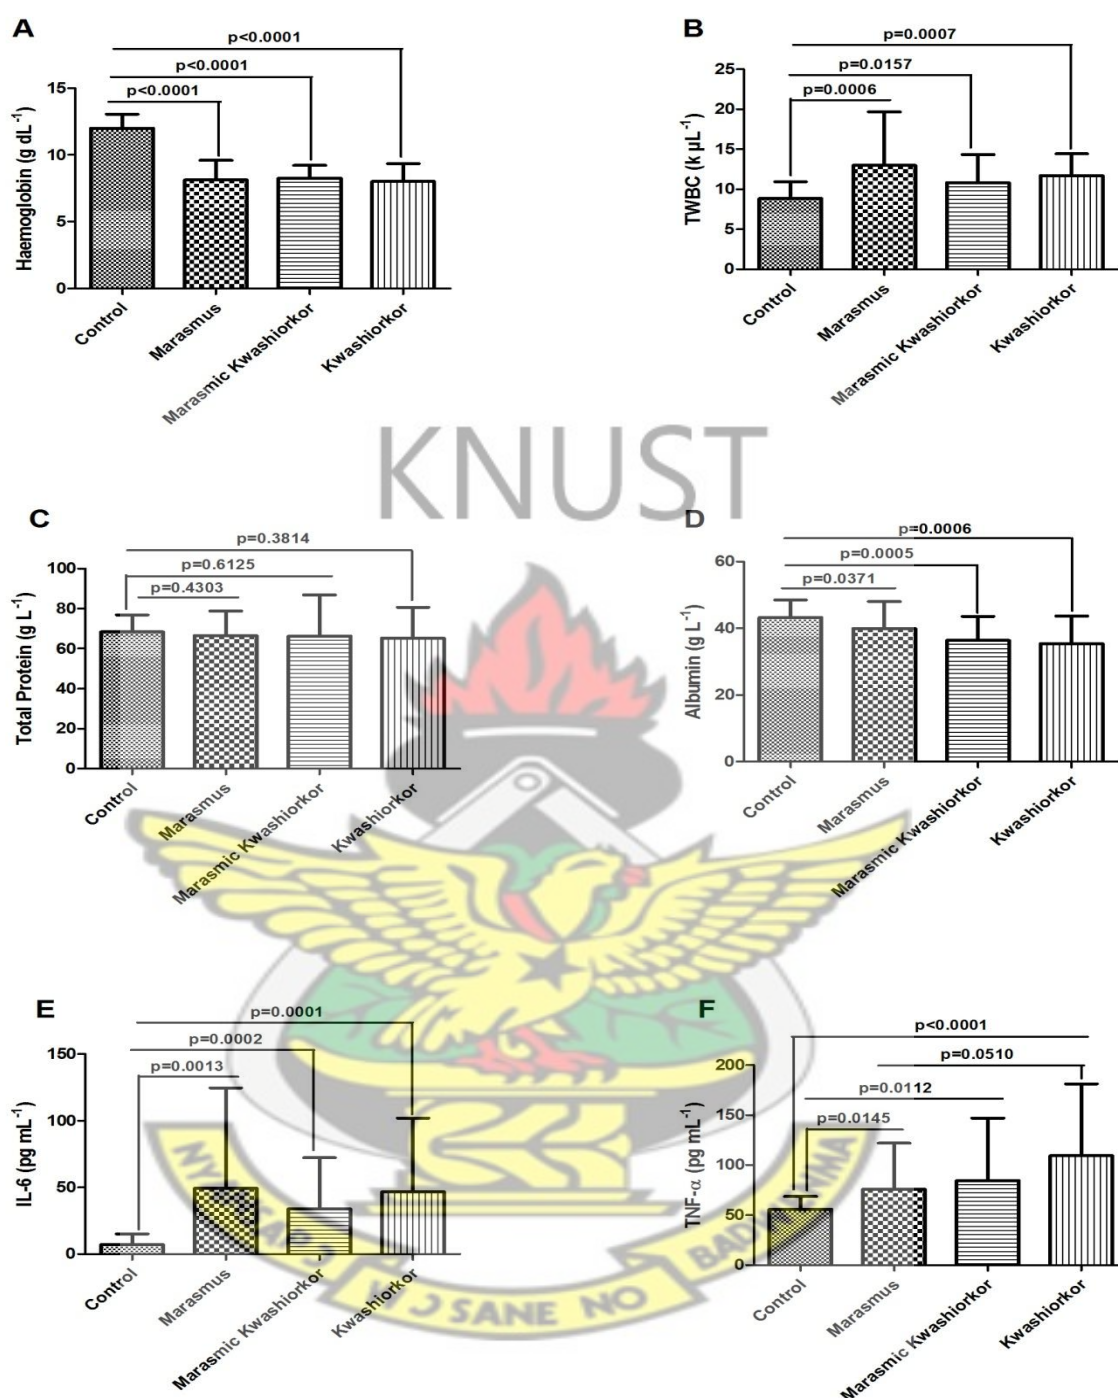 A
p<0.0001
p<0.0001
p<0.0001
Haemoglobin (g dL⁻¹)
15
10
5
0
Control
Marasmus
Marasmic Kwashiorkor
Kwashiorkor
B
p=0.0007
p=0.0157
p=0.0006
TWBC (k µL⁻¹)
25
20
15
10
5
0
Control
Marasmus
Marasmic Kwashiorkor
Kwashiorkor
KNUST
C
p=0.3814
p=0.6125
p=0.4303
Total Protein (g L⁻¹)
100
80
60
40
20
0
Control
Marasmus
Marasmic Kwashiorkor
Kwashiorkor
D
p=0.0006
p=0.0005
p=0.0371
Albumin (g L⁻¹)
60
40
20
0
Control
Marasmus
Marasmic Kwashiorkor
Kwashiorkor
E
p=0.0001
p=0.0002
p=0.0013
IL-6 (pg mL⁻¹)
150
100
50
0
Control
Marasmus
Marasmic Kwashiorkor
Kwashiorkor
F
p<0.0001
p=0.0510
p=0.0112
p=0.0145
TNF-α (pg mL⁻¹)
200
150
100
50
0
Control
Marasmus
Marasmic Kwashiorkor
Kwashiorkor
SANE NO